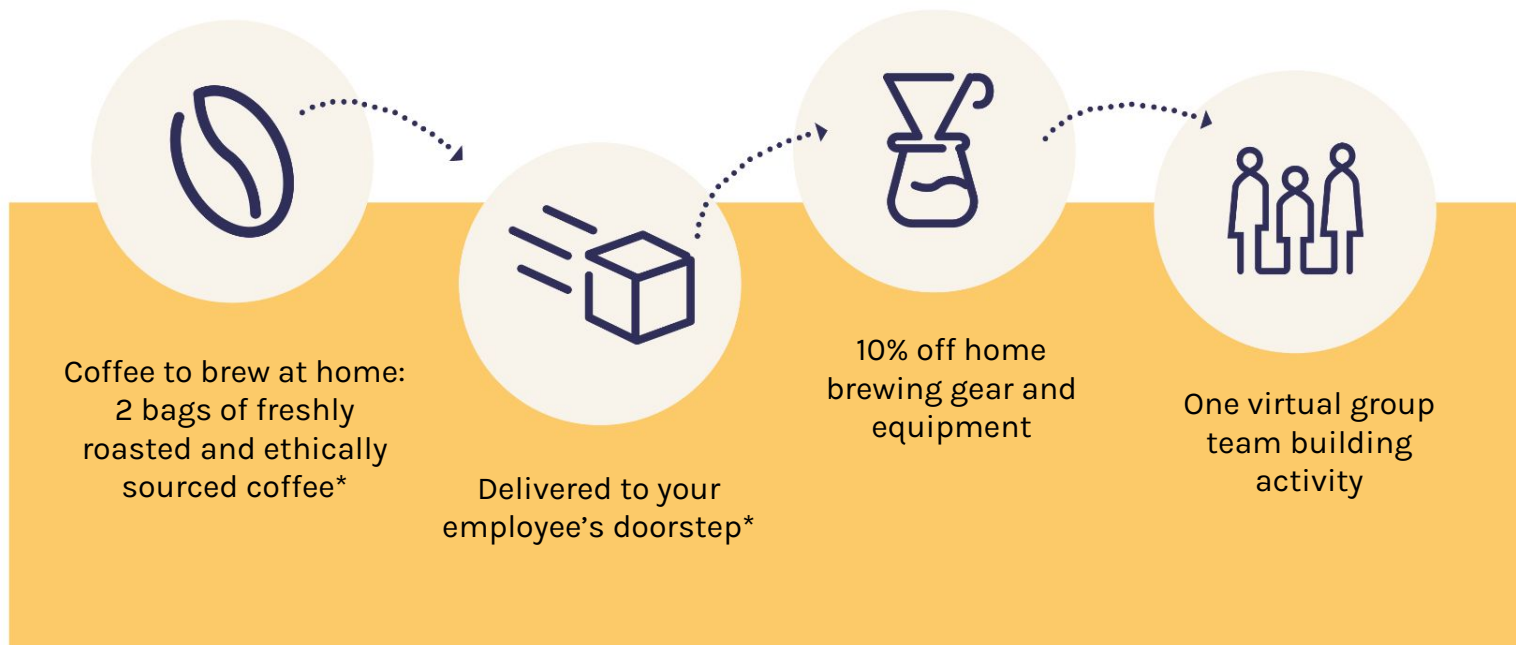 Coffee to brew at home:
2 bags of freshly
roasted and ethically
sourced coffee*
Delivered to your
employee’s doorstep*
10% off home
brewing gear and
equipment
One virtual group
team building
activity